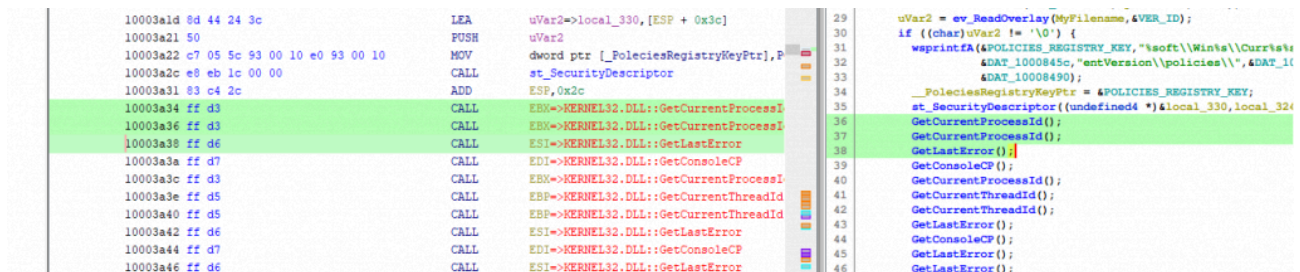 10003a1d 8d 44 24 3c LEA uVar2=>local_330,[ESP + 0x3c]
10003a21 50 PUSH uVar2
10003a22 c7 05 5c 93 00 10 e0 93 00 10 MOV dword ptr [_PoleciesRegistryKeyPtr],P
10003a2c e8 eb 1c 00 00 CALL st_SecurityDescriptor
10003a31 83 c4 2c ADD ESP,0x2c
10003a34 ff d3 CALL EBX=>KERNEL32.DLL::GetCurrentProcessI
10003a36 ff d3 CALL EBX=>KERNEL32.DLL::GetCurrentProcessI
10003a38 ff d6 CALL ESI=>KERNEL32.DLL::GetLastError
10003a3a ff d7 CALL EDI=>KERNEL32.DLL::GetConsoleCP
10003a3c ff d3 CALL EBX=>KERNEL32.DLL::GetCurrentProcessI
10003a3e ff d5 CALL EBP=>KERNEL32.DLL::GetCurrentThreadId
10003a40 ff d5 CALL EBP=>KERNEL32.DLL::GetCurrentThreadId
10003a42 ff d6 CALL ESI=>KERNEL32.DLL::GetLastError
10003a44 ff d7 CALL EDI=>KERNEL32.DLL::GetConsoleCP
10003a46 ff d6 CALL ESI=>KERNEL32.DLL::GetLastError
29 uVar2 = ev_ReadOverlay(MyFilename,&VER_ID);
30 if ((char)uVar2 != '\0') {
31 wsprintfA(&POLICIES_REGISTRY_KEY,"%soft\\Win%s\\Curr%s%s
32 &DAT_1000845c,"entVersion\\policies\\",&DAT_10
33 &DAT_10008490);
34 __PoleciesRegistryKeyPtr = &POLICIES_REGISTRY_KEY;
35 st_SecurityDescriptor((undefined4 *)&local_330,local_324
36 GetCurrentProcessId();
37 GetCurrentProcessId();
38 GetLastError();
39 GetConsoleCP();
40 GetCurrentProcessId();
41 GetCurrentThreadId();
42 GetCurrentThreadId();
43 GetLastError();
44 GetConsoleCP();
45 GetLastError();
46 GetLastError();